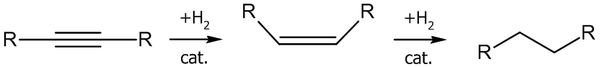 R R +H₂ cat. R R +H₂ cat. R R